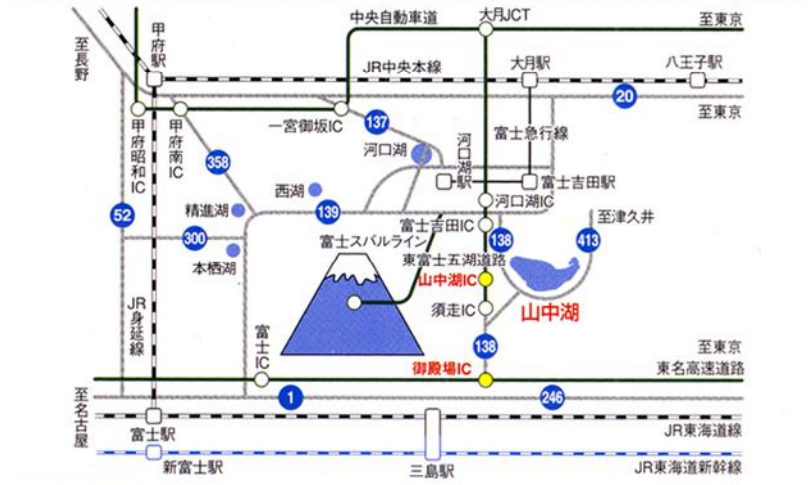 中央自動車道
大月JCT
至東京
至長野
甲府駅
JR中央本線
大月駅
八王子駅
20
至東京
甲府昭和IC
甲府南IC
一宮御坂IC
137
河口湖
河口湖駅
富士急行線
358
富士吉田駅
西湖
精進湖
139
河口湖IC
52
至津久井
富士吉田IC
300
富士スバルライン
138
413
本栖湖
東富士五湖道路
山中湖IC
須走IC
山中湖
JR身延線
富士IC
138
至東京
御殿場IC
東名高速道路
至名古屋
1
246
富士駅
JR東海道線
新富士駅
三島駅
JR東海道新幹線